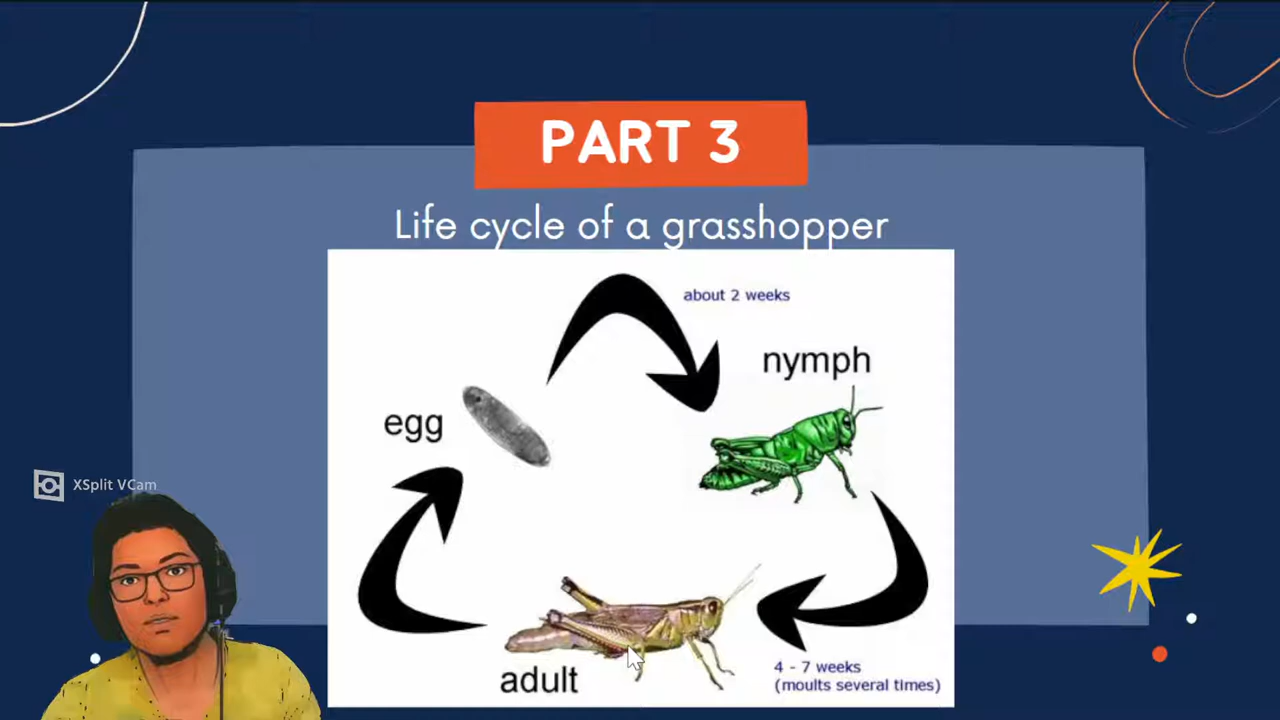 PART 3
Life cycle of a grasshopper
about 2 weeks
nymph
egg
XSplit VCam
adult
4 - 7 weeks
(moults several times)